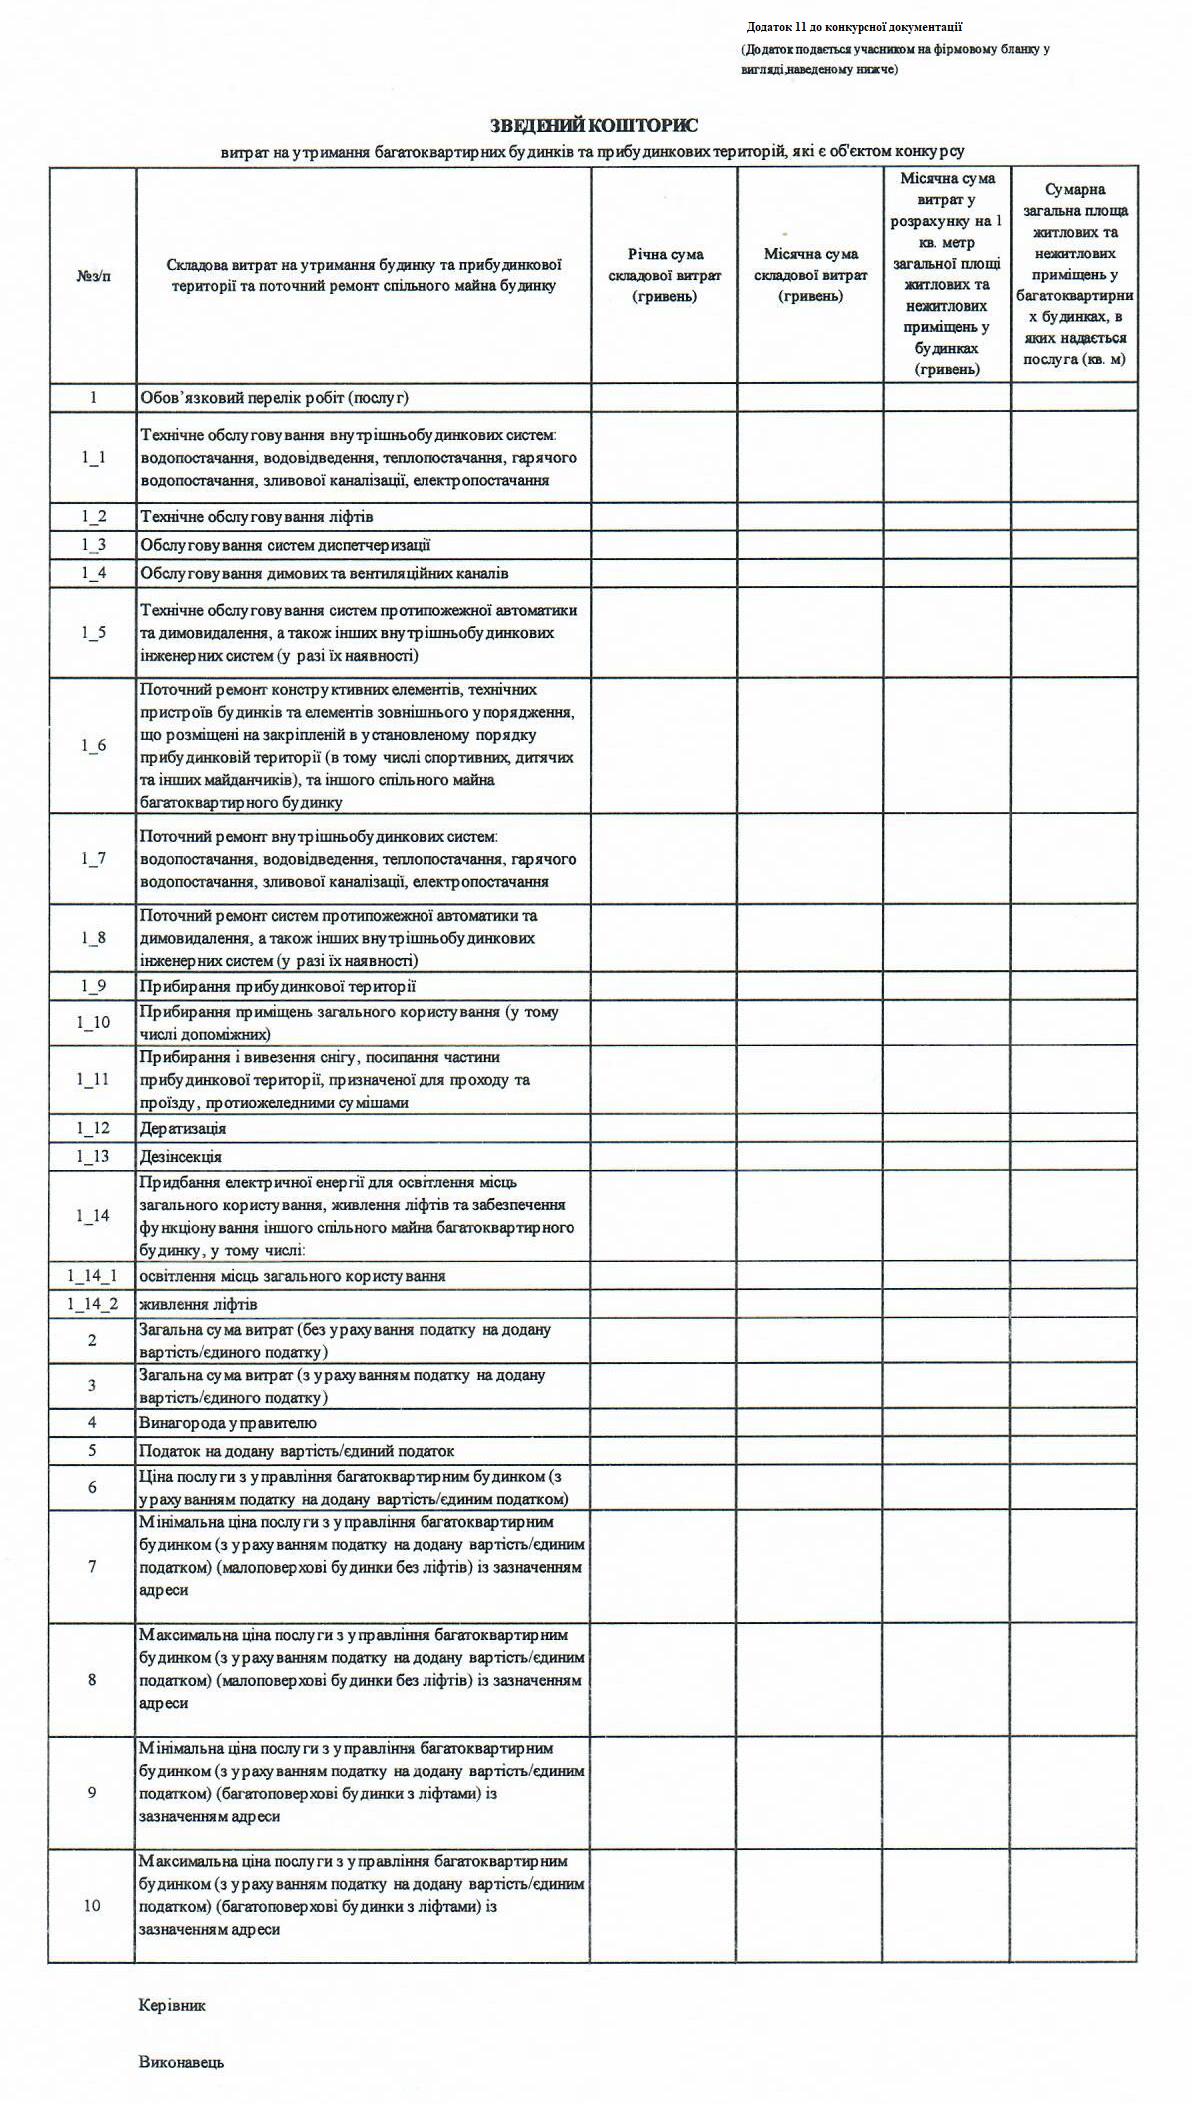 Додаток 11 до конкурсної документації
(Додаток подається учасником на фірмовому бланку у
вигляді,наведеному нижче)
ЗВЕДЕНИЙ КОШТОРИС
витрат на утримання багатоквартирних будинків та прибудинкових територій, які є об'єктом конкурсу
№з/п
Складова витрат на утримання будинку та прибудинкової
території та поточний ремонт спільного майна будинку
Річна сума
складової витрат
(гривень)
Місячна сума
складової витрат
(гривень)
Місячна сума
витрат у
розрахунку на 1
кв. метр
загальної площі
житлових та
нежитлових
приміщень у
будинках
(гривень)
Сумарна
загальна площа
житлових та
нежитлових
приміщень у
багатоквартирни
х будинках, в
яких надається
послуга (кв. м)
1
Обов’язковий перелік робіт (послуг)
1_1
Технічне обслуговування внутрішньобудинкових систем:
водопостачання, водовідведення, теплопостачання, гарячого
водопостачання, зливової каналізації, електропостачання
1_2
Технічне обслуговування ліфтів
1_3
Обслуговування систем диспетчеризації
1_4
Обслуговування димових та вентиляційних каналів
1_5
Технічне обслуговування систем протипожежної автоматики
та димовидалення, а також інших внутрішньобудинкових
інженерних систем (у разі їх наявності)
1_6
Поточний ремонт конструктивних елементів, технічних
пристроїв будинків та елементів зовнішнього упорядження,
що розміщені на закріпленій в установленому порядку
прибудинковій території (в тому числі спортивних, дитячих
та інших майданчиків), та іншого спільного майна
багатоквартирного будинку
1_7
Поточний ремонт внутрішньобудинкових систем:
водопостачання, водовідведення, теплопостачання, гарячого
водопостачання, зливової каналізації, електропостачання
1_8
Поточний ремонт систем протипожежної автоматики та
димовидалення, а також інших внутрішньобудинкових
інженерних систем (у разі їх наявності)
1_9
Прибирання прибудинкової території
1_10
Прибирання приміщень загального користування (у тому
числі допоміжних)
1_11
Прибирання і вивезення снігу, посипання частини
прибудинкової території, призначеної для проходу та
проїзду, протиожеледними сумішами
1_12
Дератизація
1_13
Дезінсекція
1_14
Придбання електричної енергії для освітлення місць
загального користування, живлення ліфтів та забезпечення
функціонування іншого спільного майна багатоквартирного
будинку, у тому числі:
1_14_1
освітлення місць загального користування
1_14_2
живлення ліфтів
2
Загальна сума витрат (без урахування податку на додану
вартість/єдиного податку)
3
Загальна сума витрат (з урахуванням податку на додану
вартість/єдиного податку)
4
Винагорода управителю
5
Податок на додану вартість/єдиний податок
6
Ціна послуги з управління багатоквартирним будинком (з
урахуванням податку на додану вартість/єдиним податком)
7
Мінімальна ціна послуги з управління багатоквартирним
будинком (з урахуванням податку на додану вартість/єдиним
податком) (малоповерхові будинки без ліфтів) із зазначенням
адреси
8
Максимальна ціна послуги з управління багатоквартирним
будинком (з урахуванням податку на додану вартість/єдиним
податком) (малоповерхові будинки без ліфтів) із зазначенням
адреси
9
Мінімальна ціна послуги з управління багатоквартирним
будинком (з урахуванням податку на додану вартість/єдиним
податком) (багатоповерхові будинки з ліфтами) із
зазначенням адреси
10
Максимальна ціна послуги з управління багатоквартирним
будинком (з урахуванням податку на додану вартість/єдиним
податком) (багатоповерхові будинки з ліфтами) із
зазначенням адреси
Керівник
Виконавець